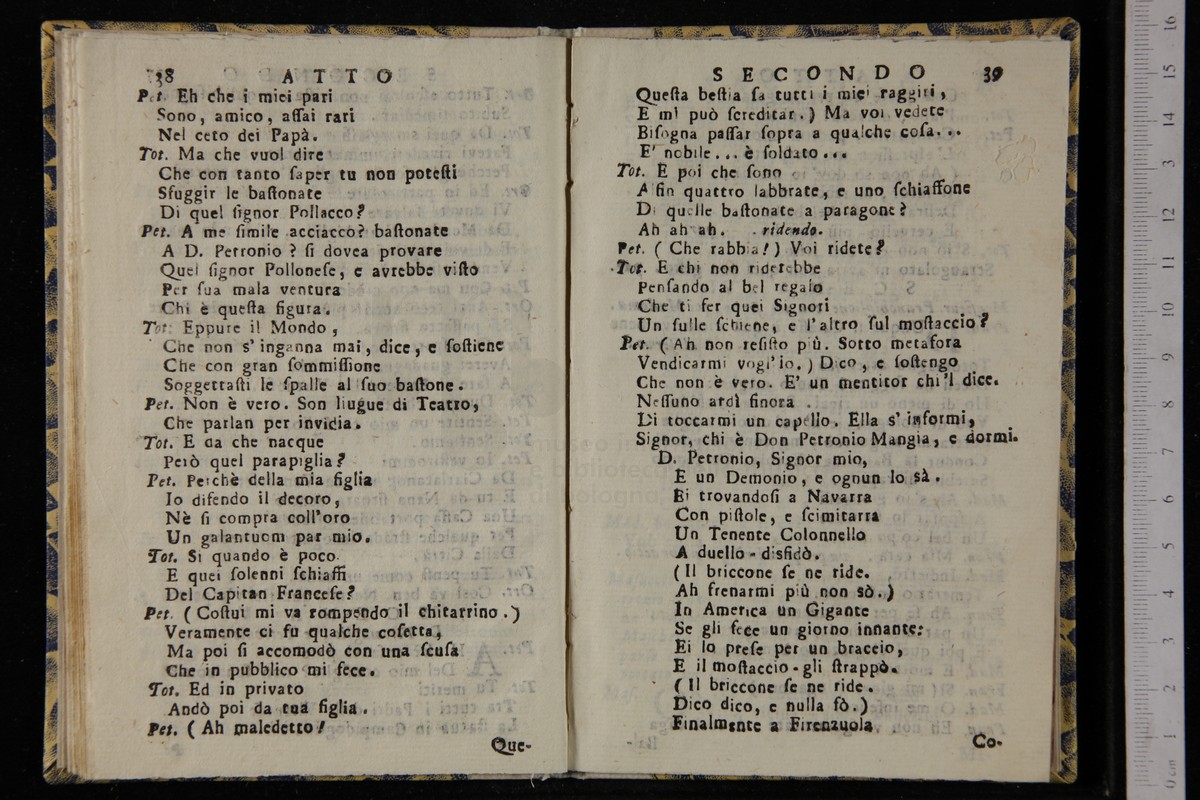 38 ATTO
Pet. Eh che i miei pari
Sono, amico, aſſai rari
Nel ceto dei Papà.
Tot. Ma che vuol dire
Che con tanto ſaper tu non poteſti
Sfuggir le baſtonate
Di quel ſignor Pollacco?
Pet. A me ſimile acciacco? baſtonate
A D. Perronio? ſi dovea provare
Quel ſignor Polloneſe, e avrebbe viſto
Per ſua mala ventura
Chi è queſta figura.
Tot. Eppure il Mondo,
Che non s'inganna mai, dice, e ſoſtiene
Che con gran ſommiſſione
Soggettaſti le ſpalle al ſuo baſtone.
Pet. Non è vero. Son liugue di Teatro,
Che parlan per invidia.
Tot. E da che nacque
Però quel parapiglia?
Pet. Perchè della mia figlia
Io difendo il decoro,
Nè ſi compra coll'oro
Un galantuom par mio.
Tot. Si quando è poco
E quei ſolenni ſchiaffi
Del Capitan Franceſe?
Pet. (Coſtui mi va rompendo il chitarrino.)
Veramente ci fu qualche coſetta,
Ma poi ſi accomodò con una ſcuſa
Che in pubblico mi fece.
Tot. Ed in privato
Andò poi da tua figlia.
Pet. (Ah maledetto!
Que-
SECONDO 39
Queſta beſtia ſa tutti i miei raggiri,
E mi può ſcreditar.) Ma voi vedete
Biſogna paſſar ſopra a qualche coſa...
E' nobile... è ſoldato...
Tot. E poi che ſono
A fin quattro labbrate, e uno ſchiaffone
Di quelle baſtonate a paragone?
Ah ah ah. ridendo.
Pet. (Che rabbia!) Voi ridete?
Tot. E chi non riderebbe
Penſando al bel regalo
Che ti fer quei Signori
Un ſulle ſchiene, e l'altro ſul moſtaccio?
Pet. (Ah non reſiſto più. Sotto metafora
Vendicarmi vogl'io.) Dico, e ſoſtengo
Che non è vero. E' un mentitor chi'l dice.
Neſſuno ardì finora
Di toccarmi un capello. Ella s'informi,
Signor, chi è Don Petronio Mangia, e dormi.
D. Petronio, Signor mio,
E un Demonio, e ognun lo sà.
Ei trovandoſi a Navarra
Con piſtole, e ſcimitarra
Un Tenente Colonnello
A duello-disfidò.
(Il briccone ſe ne ride.
Ah frenarmi più non sò.)
In America un Gigante
Se gli fece un giorno innante:
Ei lo preſe per un braccio,
E il moſtaccio-gli ſtrappò.
(Il briccone ſe ne ride.
Dico dico, e nulla fò.)
Finalmente a Firenzuola
Co-